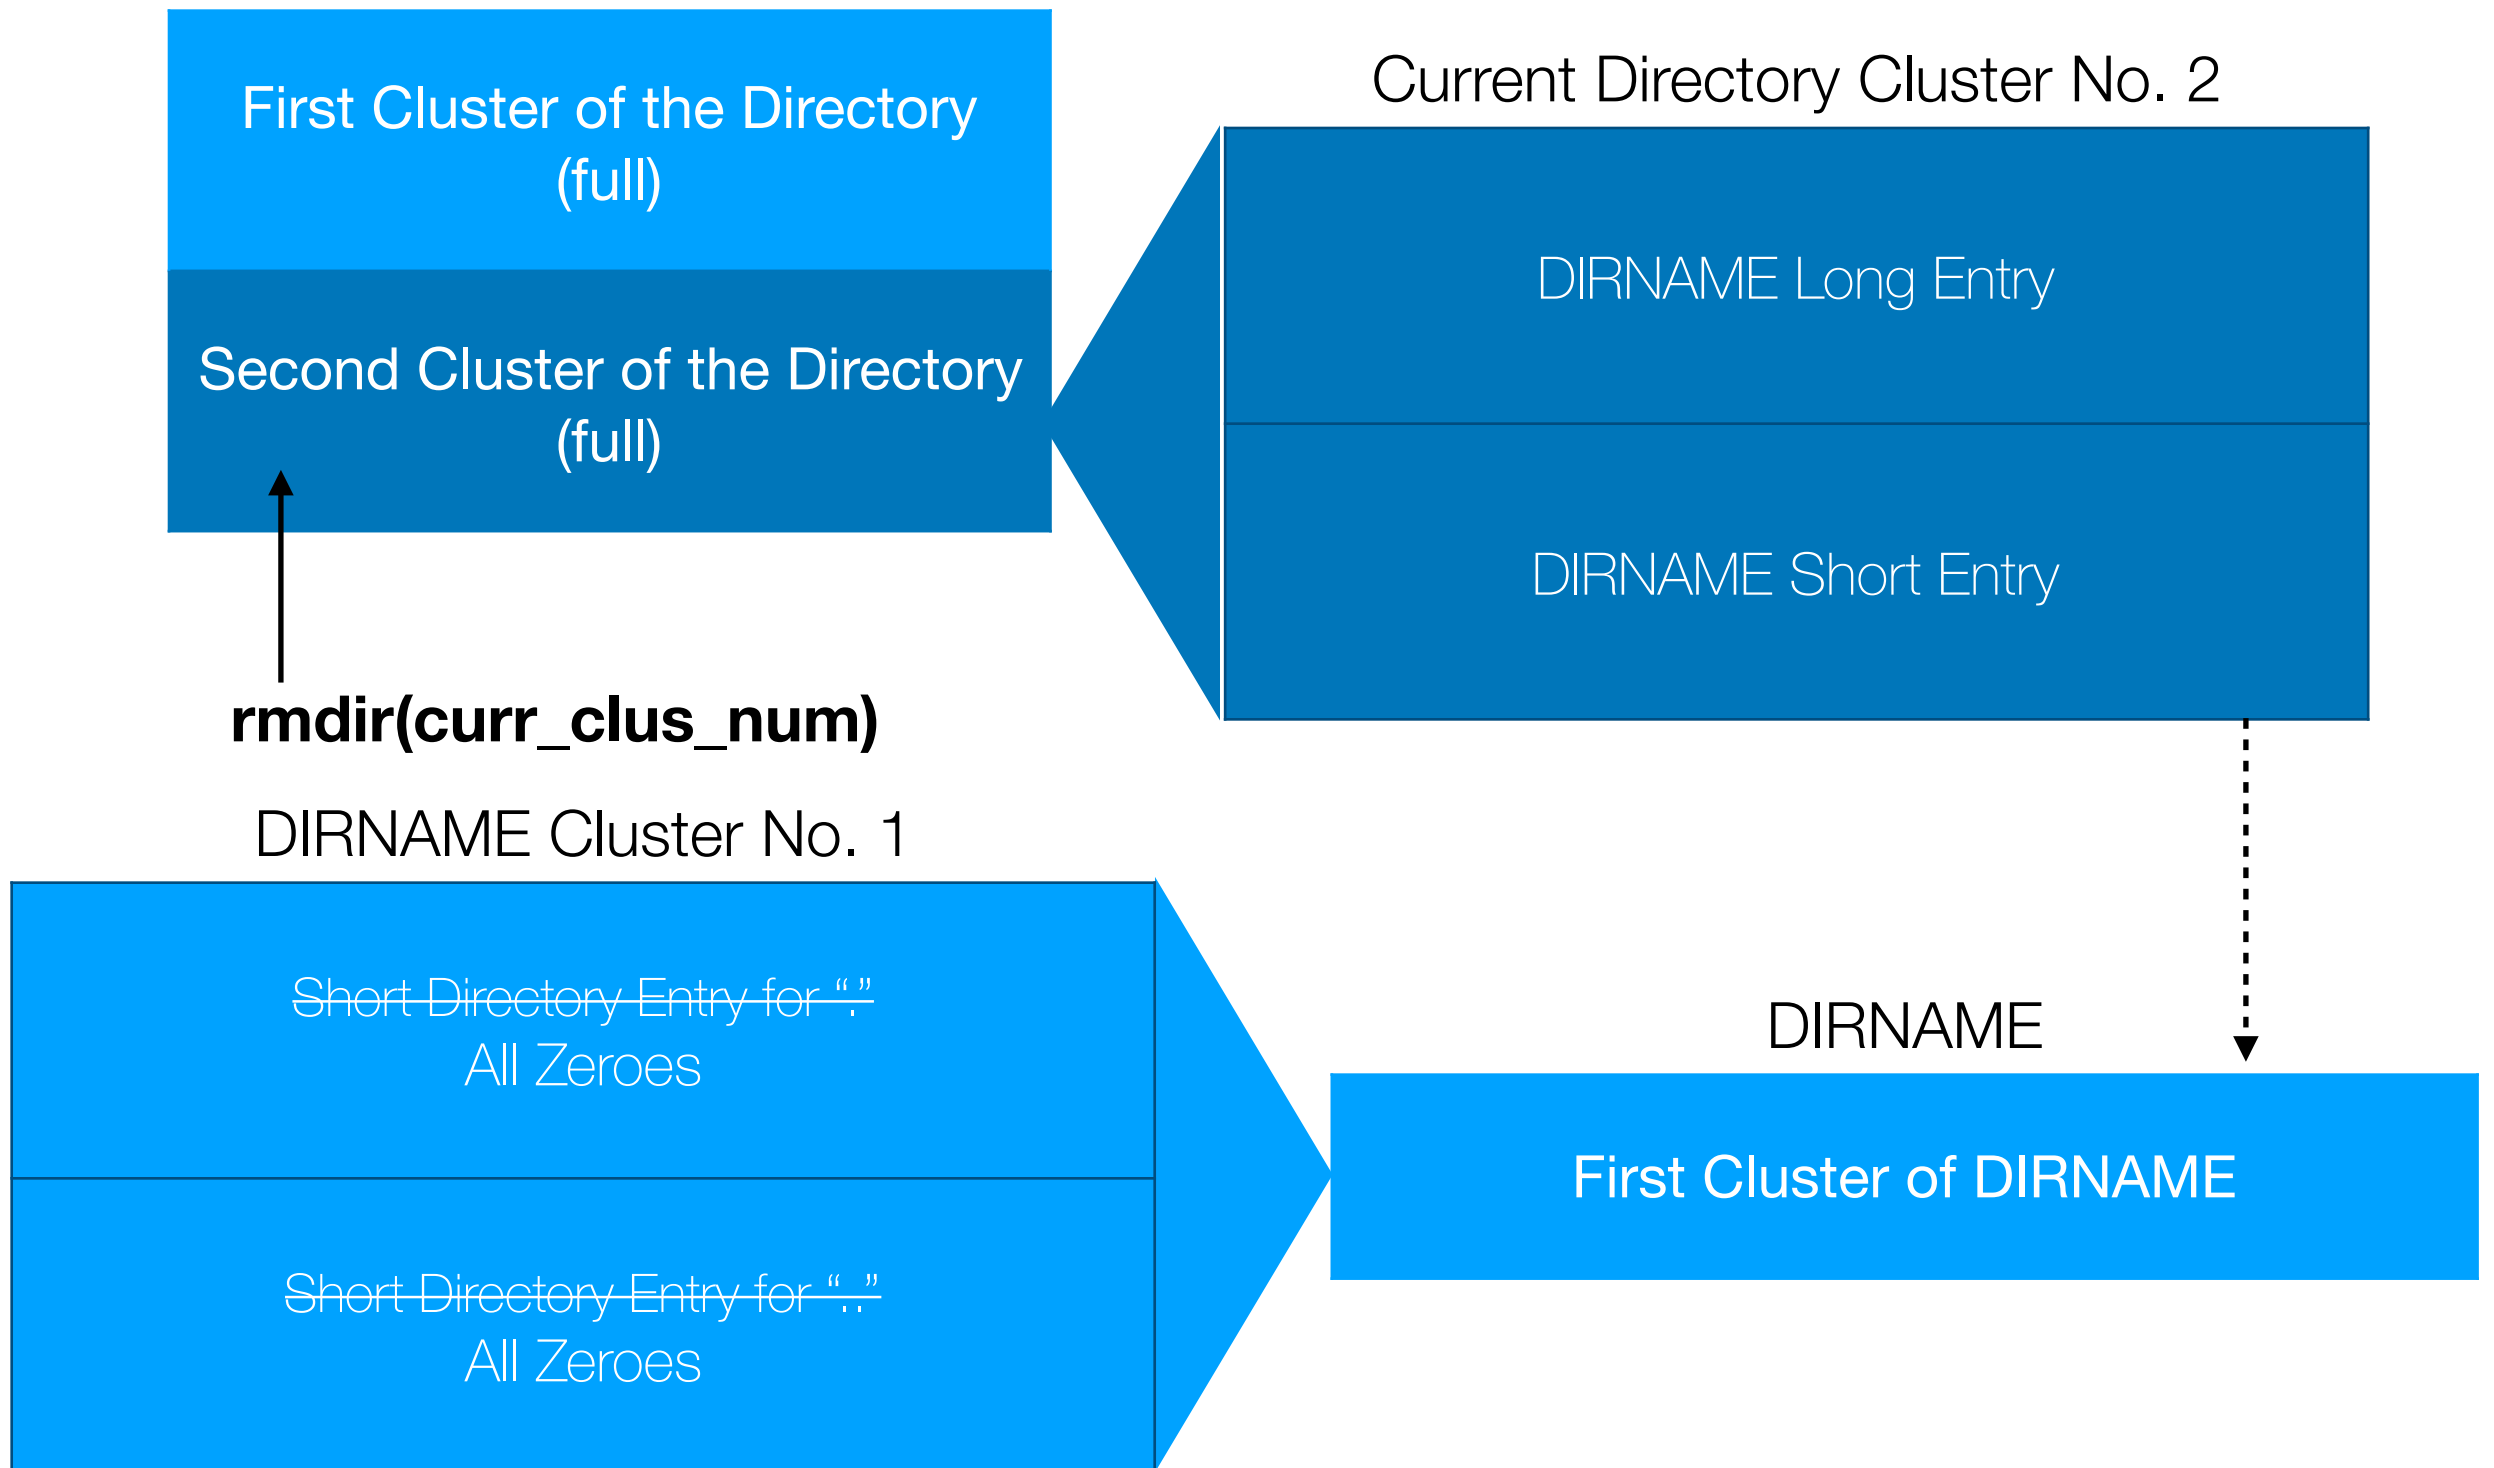 First Cluster of the Directory
(full)
Second Cluster of the Directory
(full)
Current Directory Cluster No. 2
DIRNAME Long Entry
DIRNAME Short Entry
rmdir(curr_clus_num)
DIRNAME Cluster No. 1
Short Directory Entry for “.”
All Zeroes
Short Directory Entry for “..”
All Zeroes
DIRNAME
First Cluster of DIRNAME